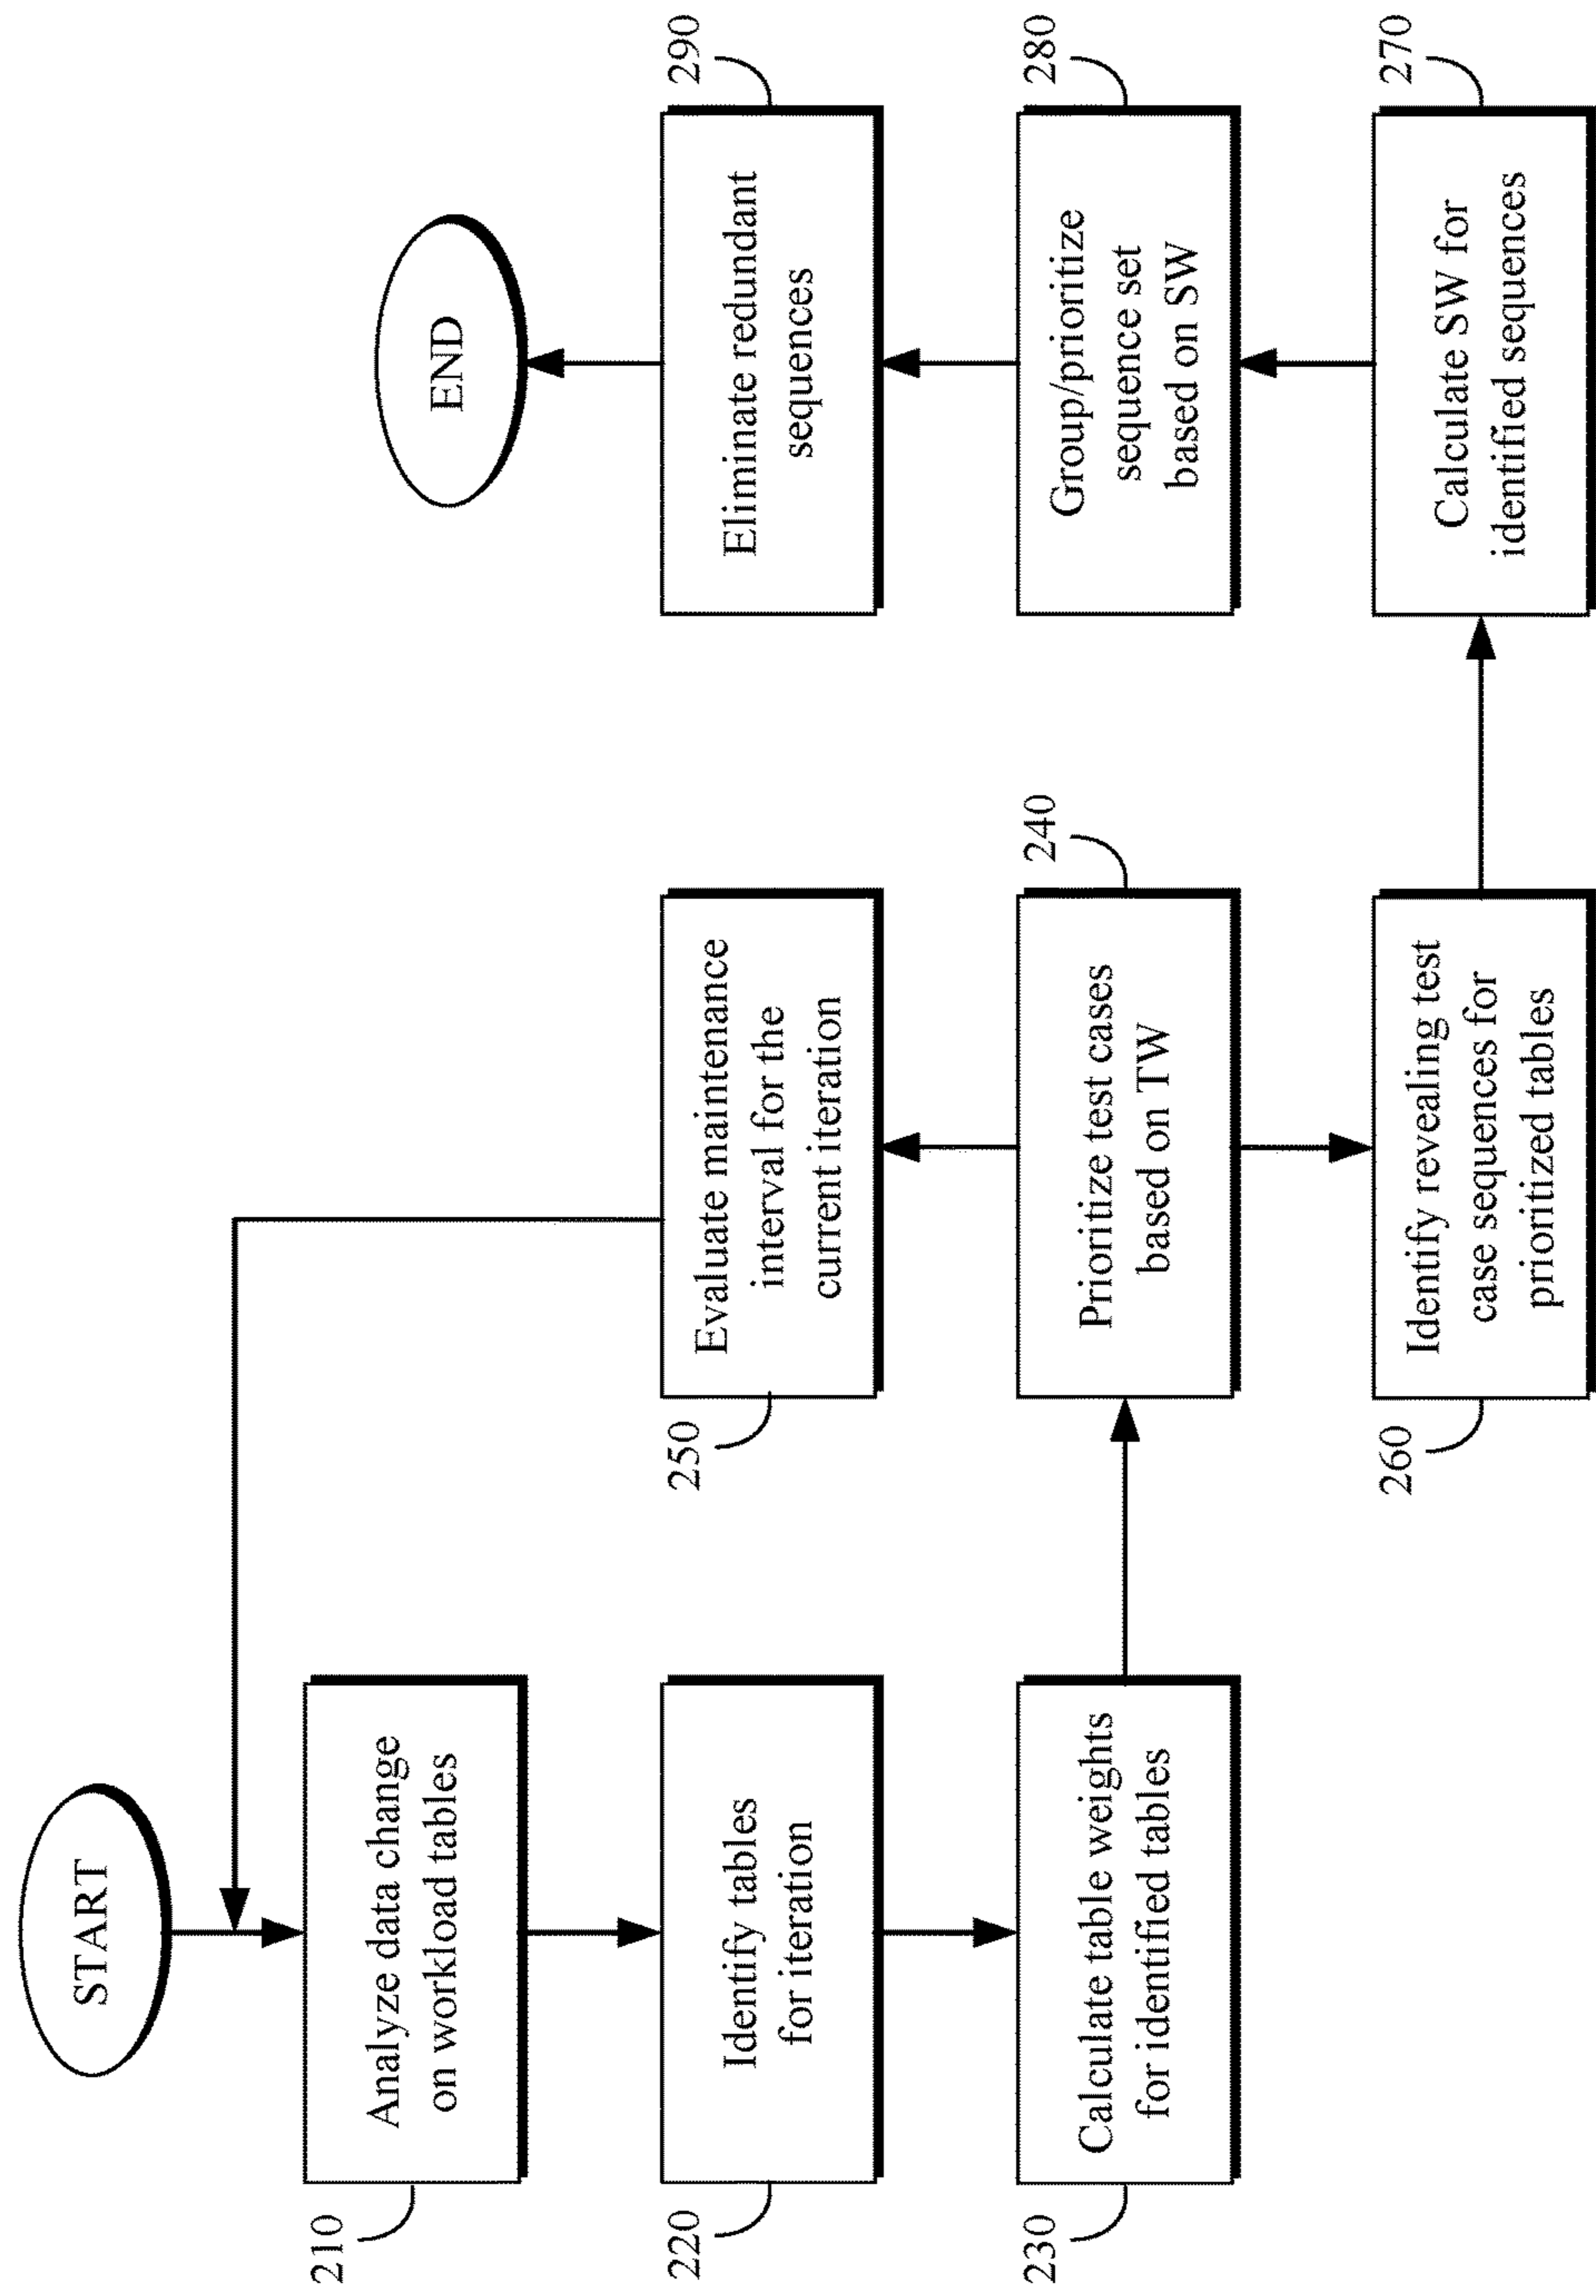 START
210
Analyze data change
on workload tables
220
Identify tables
for iteration
230
Calculate table weights
for identified tables
240
Prioritize test cases
based on TW
250
Evaluate maintenance
interval for the
current iteration
260
Identify revealing test
case sequences for
prioritized tables
270
Calculate SW for
identified sequences
280
Group/prioritize
sequence set
based on SW
290
Eliminate redundant
sequences
END